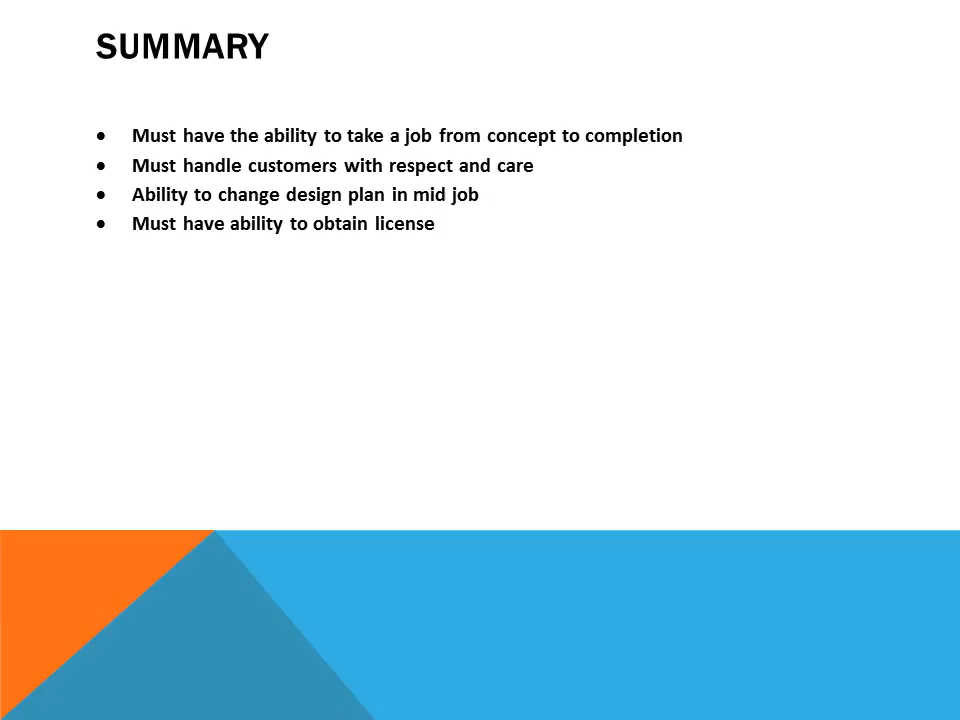 SUMMARY
• Must have the ability to take a job from concept to completion
• Must handle customers with respect and care
• Ability to change design plan in mid job
• Must have ability to obtain license